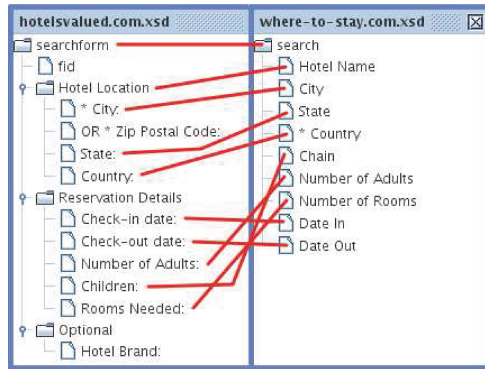 hotelsvalued.com.xsd
searchform
fid
Hotel Location
* City:
OR * Zip Postal Code:
State:
Country:
Reservation Details
Check-in date:
Check-out date:
Number of Adults:
Children:
Rooms Needed:
Optional
Hotel Brand:
where-to-stay.com.xsd
search
Hotel Name
City
State
* Country
Chain
Number of Adults
Number of Rooms
Date In
Date Out